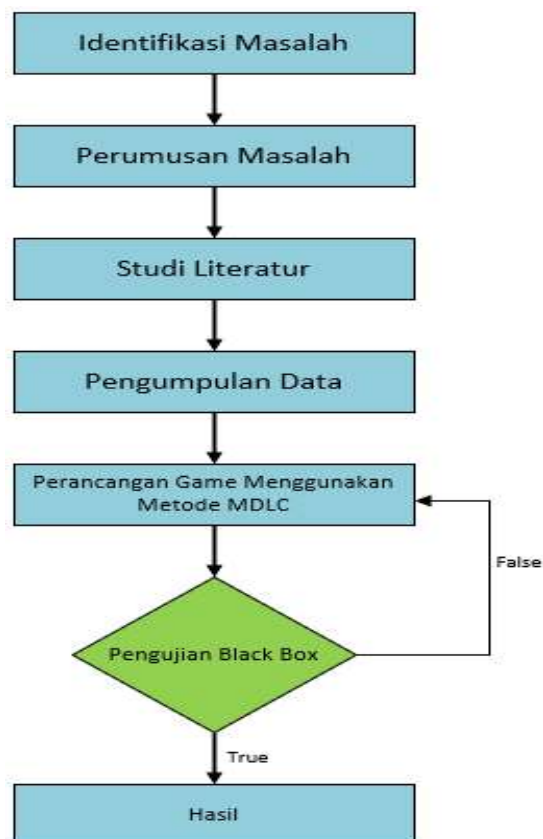 Identifikasi Masalah
Perumusan Masalah
Studi Literatur
Pengumpulan Data
Perancangan Game Menggunakan
Metode MDLC
False
Pengujian Black Box
True
Hasil